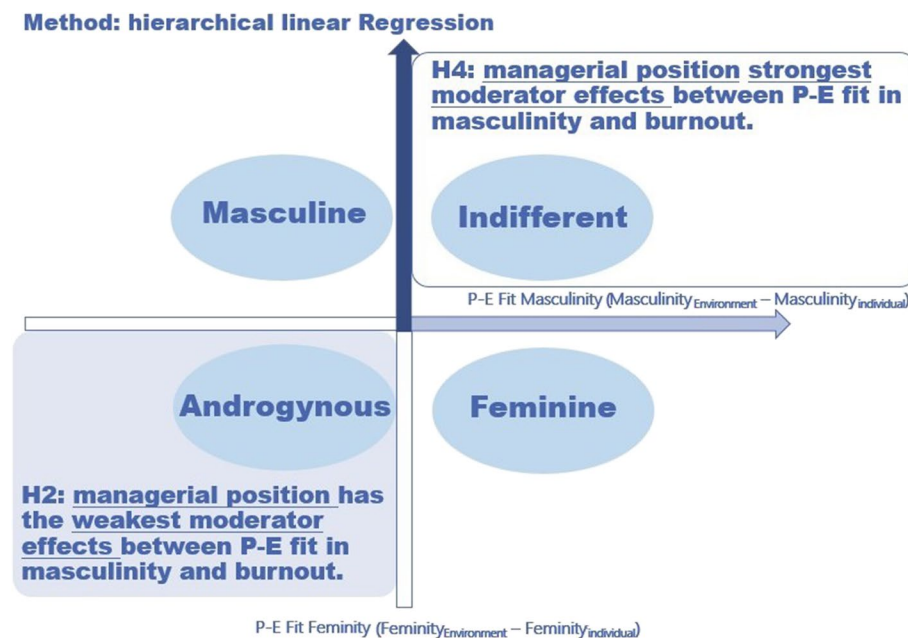 Method: hierarchical linear Regression
H4: managerial position strongest
moderator effects between P-E fit in
masculinity and burnout.
Masculine
Indifferent
P-E Fit Masculinity (Masculinity Environment – Masculinity individual)
Androgynous
Feminine
H2: managerial position has
the weakest moderator
effects between P-E fit in
masculinity and burnout.
P-E Fit Feminity (Feminity Environment – Feminity individual)